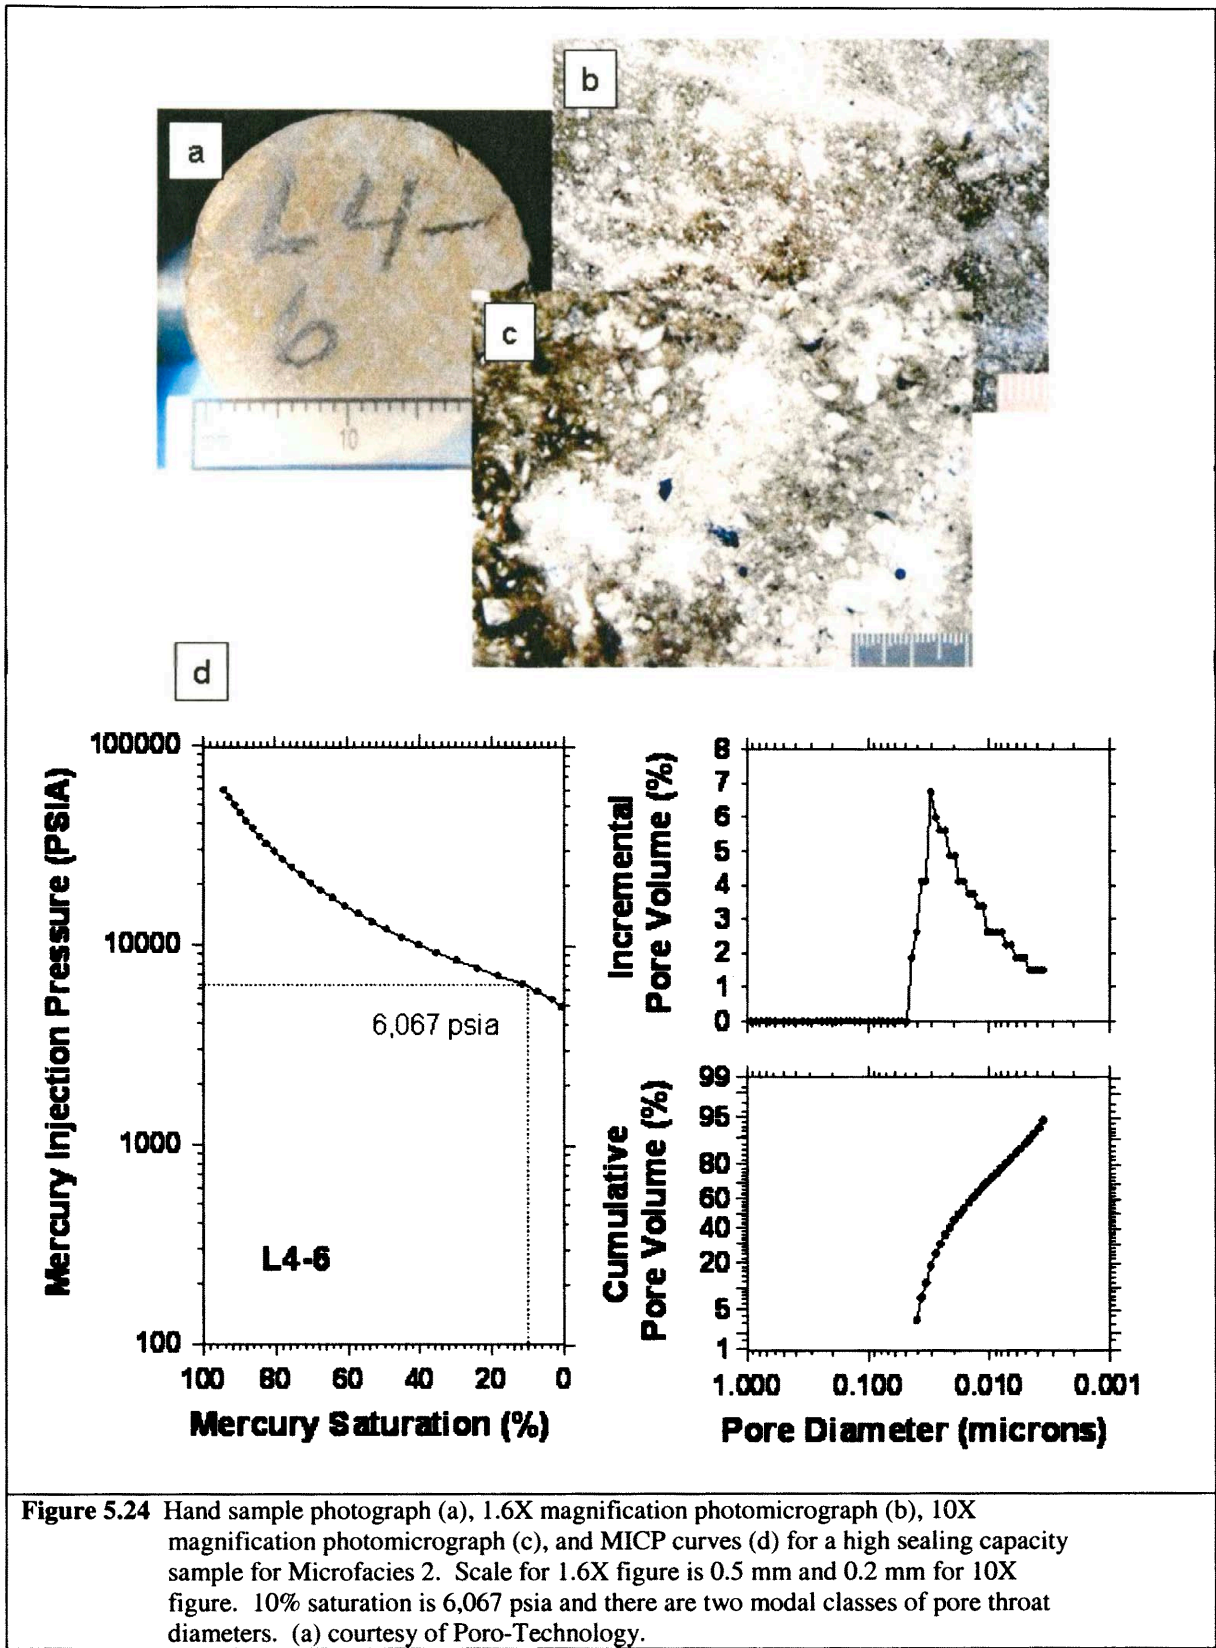 a
b
L4-
6
10
c
d
100000
10000
1000
100
Mercury Injection Pressure (PSIA)
6,067 psia
L4-6
100 80 60 40 20 0
Mercury Saturation (%)
8
7
6
5
4
3
2
1
0
Incremental
Pore Volume (%)
99
95
80
60
40
20
5
1
Cumulative
Pore Volume (%)
1.000 0.100 0.010 0.001
Pore Diameter (microns)
Figure 5.24 Hand sample photograph (a), 1.6X magnification photomicrograph (b), 10X
magnification photomicrograph (c), and MICP curves (d) for a high sealing capacity
sample for Microfacies 2. Scale for 1.6X figure is 0.5 mm and 0.2 mm for 10X
figure. 10% saturation is 6,067 psia and there are two modal classes of pore throat
diameters. (a) courtesy of Poro-Technology.